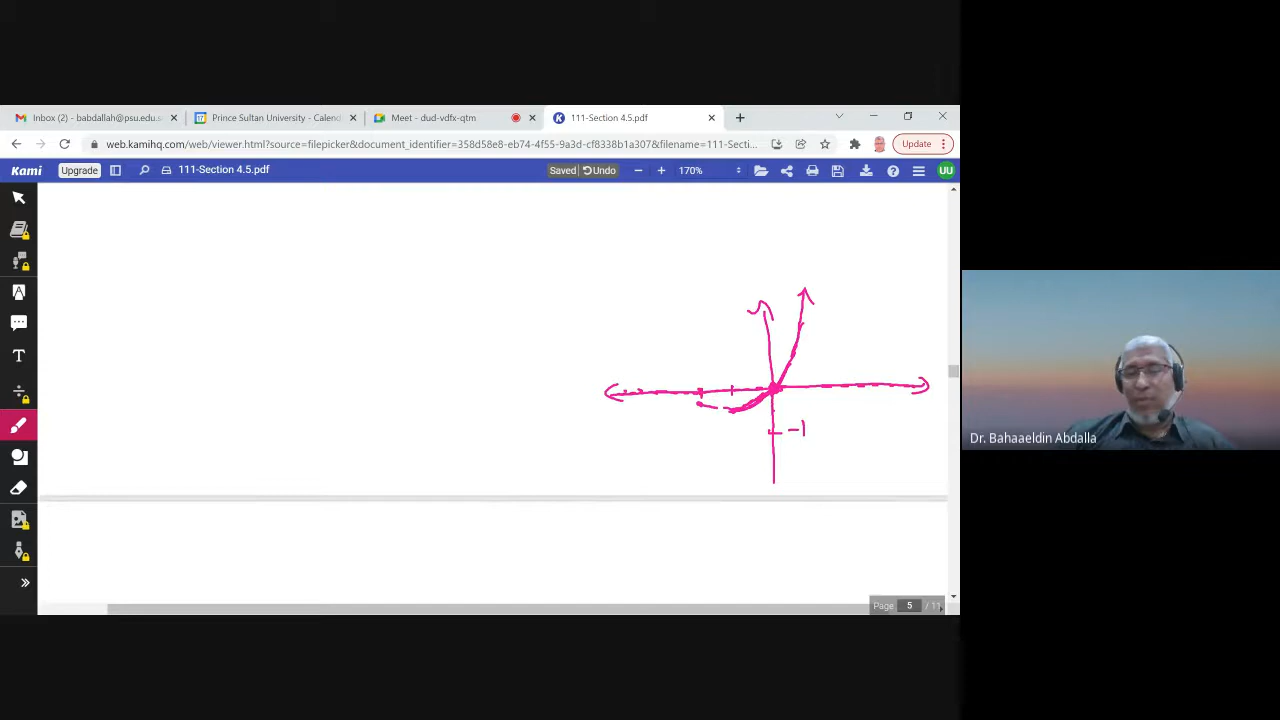 Inbox (2) - babdallah@psu.edu.s
Prince Sultan University - Calend
Meet - dud-vdfx-qtm
111-Section 4.5.pdf
web.kamihq.com/web/viewer.html?source=filepicker&document_identifier=358d58e8-eb74-4f55-9a3d-cf8338b1a307&filename=111-Secti...
Update
Kami
Upgrade
111-Section 4.5.pdf
Saved
Undo
170%
UU
-1
Dr. Bahaaeldin Abdalla
Page 5 / 11